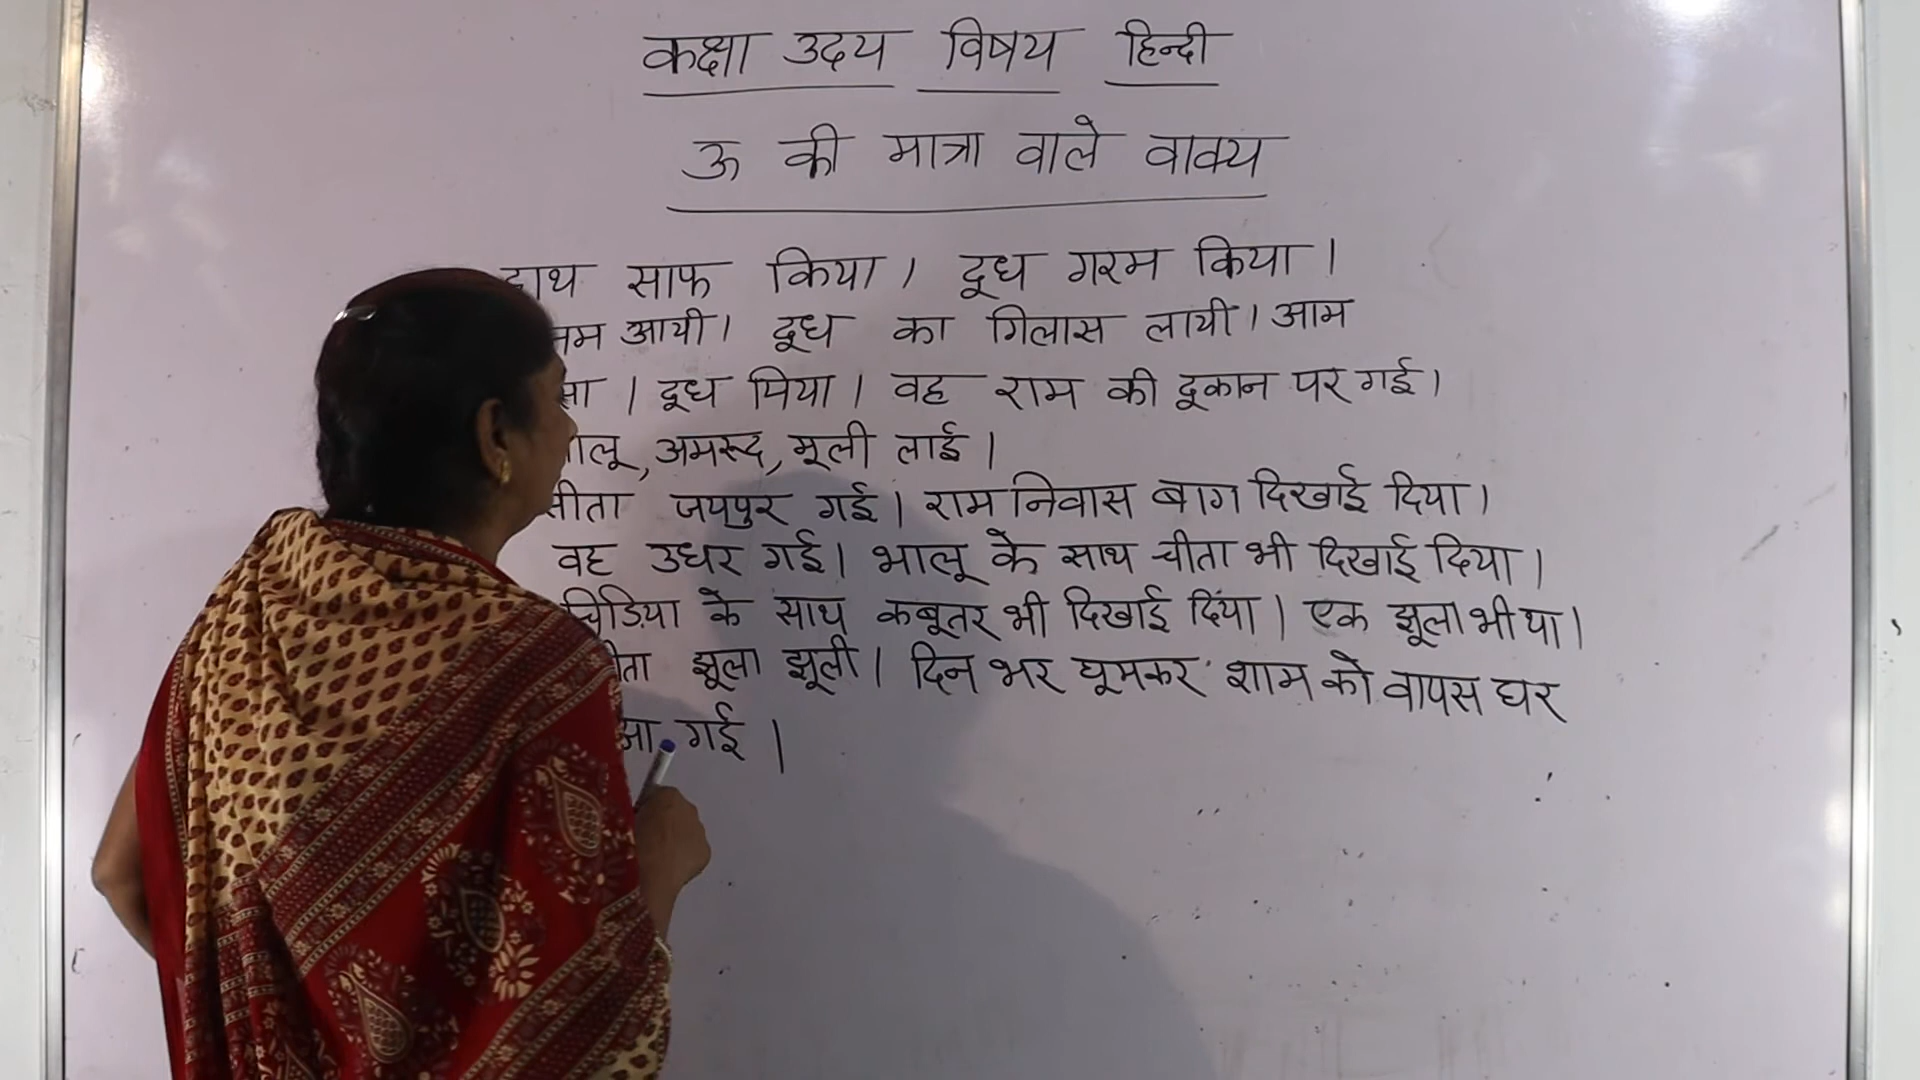 कक्षा उदय विषय हिन्दी
ऊ की मात्रा वाले वाक्य
हाथ साफ किया। दूध गरम किया।
आयी। दूध का गिलास लायी। आम
। दूध पिया। वह राम की दूकान पर गई।
अमरूद, मूली लाई।
जयपुर गई। राम निवास बाग दिखाई दिया।
वह उधर गई। भालू के साथ चीता भी दिखाई दिया।
चिड़िया के साथ कबूतर भी दिखाई दिया। एक झूला भी था।
झूला झूली। दिन भर घूमकर शाम को वापस घर
आ गई।